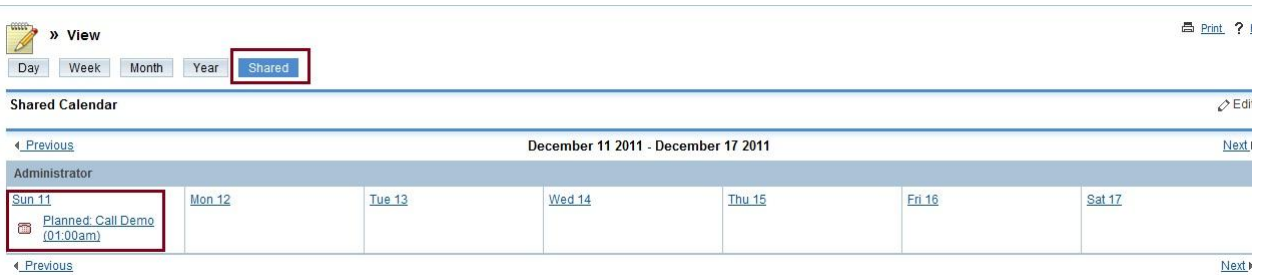 » View
Print ?
Day Week Month Year Shared
Shared Calendar
Previous December 11 2011 - December 17 2011 Next
Administrator
Sun 11 Mon 12 Tue 13 Wed 14 Thu 15 Fri 16 Sat 17
Planned: Call Demo
(01:00am)
Previous Next